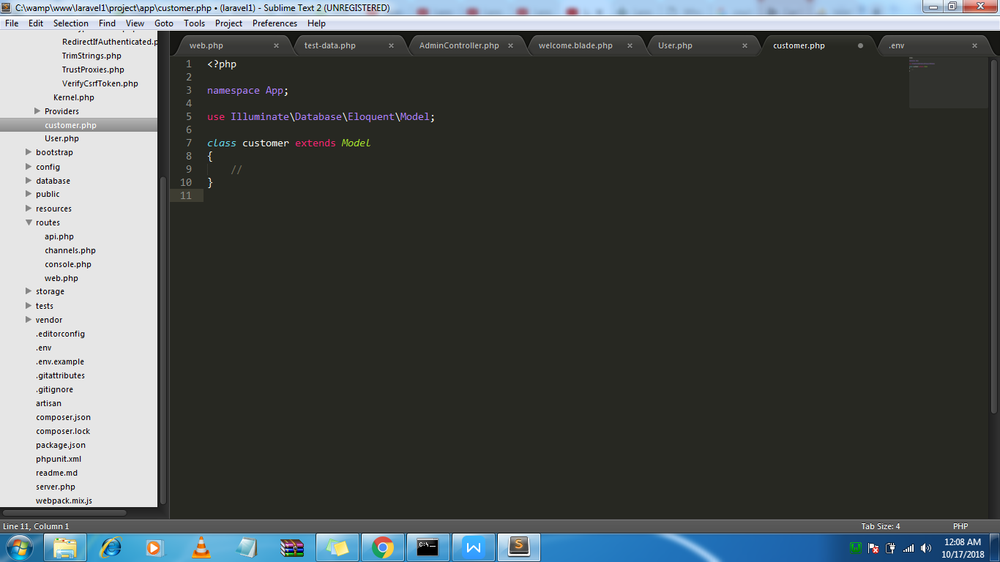 C:\wamp\www\laravel1\project\app\customer.php • (laravel1) - Sublime Text 2 (UNREGISTERED)
File Edit Selection Find View Goto Tools Project Preferences Help
web.php × test-data.php × AdminController.php × welcome.blade.php × User.php × customer.php • .env ×
RedirectIfAuthenticated.p
TrimStrings.php
TrustProxies.php
VerifyCsrfToken.php
Kernel.php
Providers
customer.php
User.php
bootstrap
config
database
public
resources
routes
api.php
channels.php
console.php
web.php
storage
tests
vendor
.editorconfig
.env
.env.example
.gitattributes
.gitignore
artisan
composer.json
composer.lock
package.json
phpunit.xml
readme.md
server.php
webpack.mix.js
1 <?php
2
3 namespace App;
4
5 use Illuminate\Database\Eloquent\Model;
6
7 class customer extends Model
8 {
9 //
10 }
11
Line 11, Column 1 Tab Size: 4 PHP
12:08 AM
10/17/2018